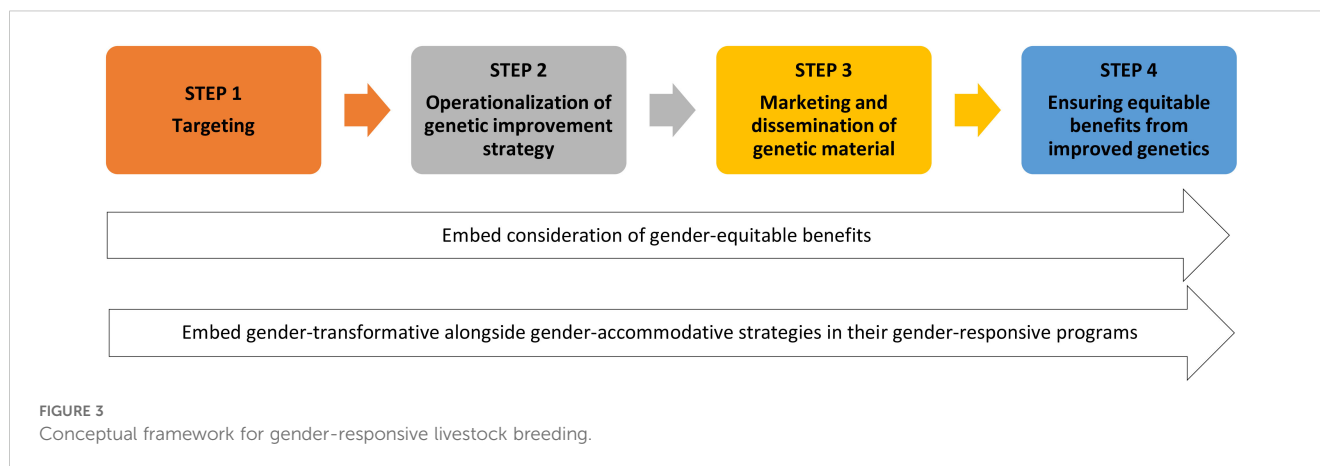 STEP 1
Targeting
STEP 2
Operationalization of
genetic improvement
strategy
STEP 3
Marketing and
dissemination of
genetic material
STEP 4
Ensuring equitable
benefits from
improved genetics
Embed consideration of gender-equitable benefits
Embed gender-transformative alongside gender-accommodative strategies in their gender-responsive programs
FIGURE 3
Conceptual framework for gender-responsive livestock breeding.